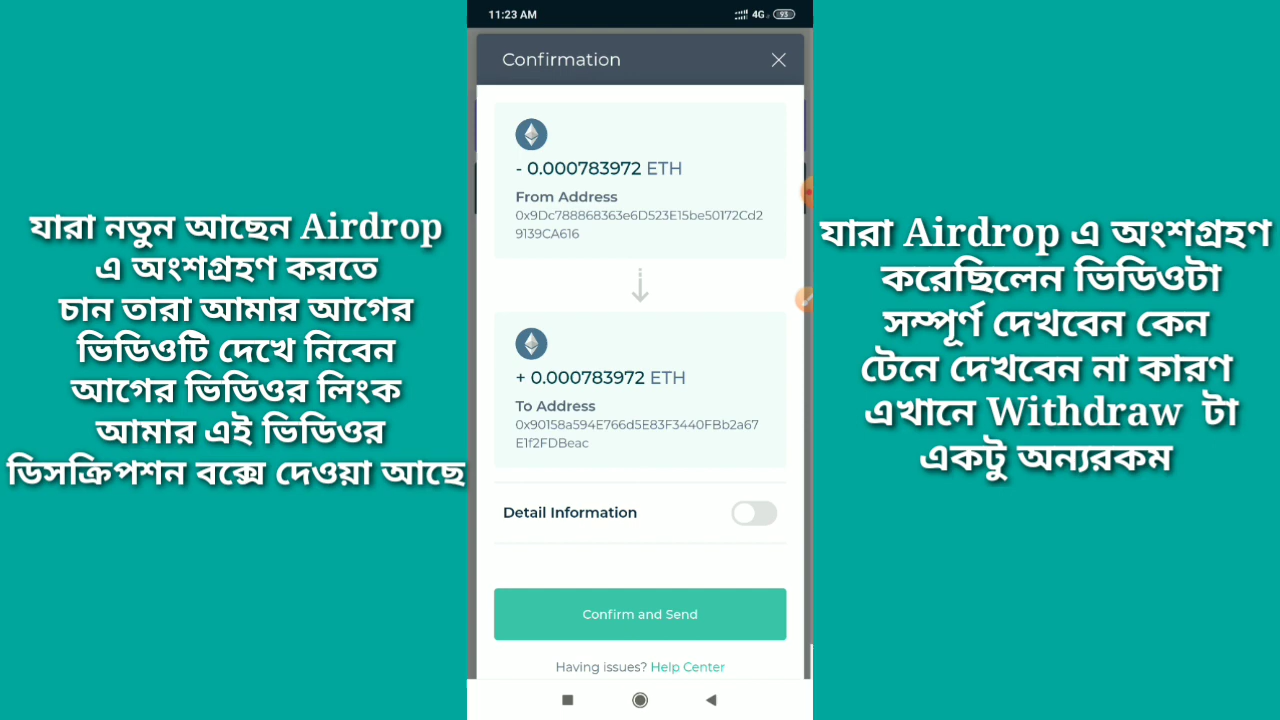 11:23 AM
4G
93
Confirmation
- 0.000783972 ETH
From Address
0x9Dc788868363e6D523E15be50172Cd2
9139CA616
+ 0.000783972 ETH
To Address
0x90158a594E766d5E83F3440FBb2a67
E1f2FDBeac
Detail Information
Confirm and Send
Having issues? Help Center
যারা নতুন আছেন Airdrop
এ অংশগ্রহণ করতে
চান তারা আমার আগের
ভিডিওটি দেখে নিবেন
আগের ভিডিওর লিংক
আমার এই ভিডিওর
ডিসক্রিপশন বক্সে দেওয়া আছে
যারা Airdrop এ অংশগ্রহণ
করেছিলেন ভিডিওটা
সম্পূর্ণ দেখবেন কেন
টেনে দেখবেন না কারণ
এখানে Withdraw টা
একটু অন্যরকম